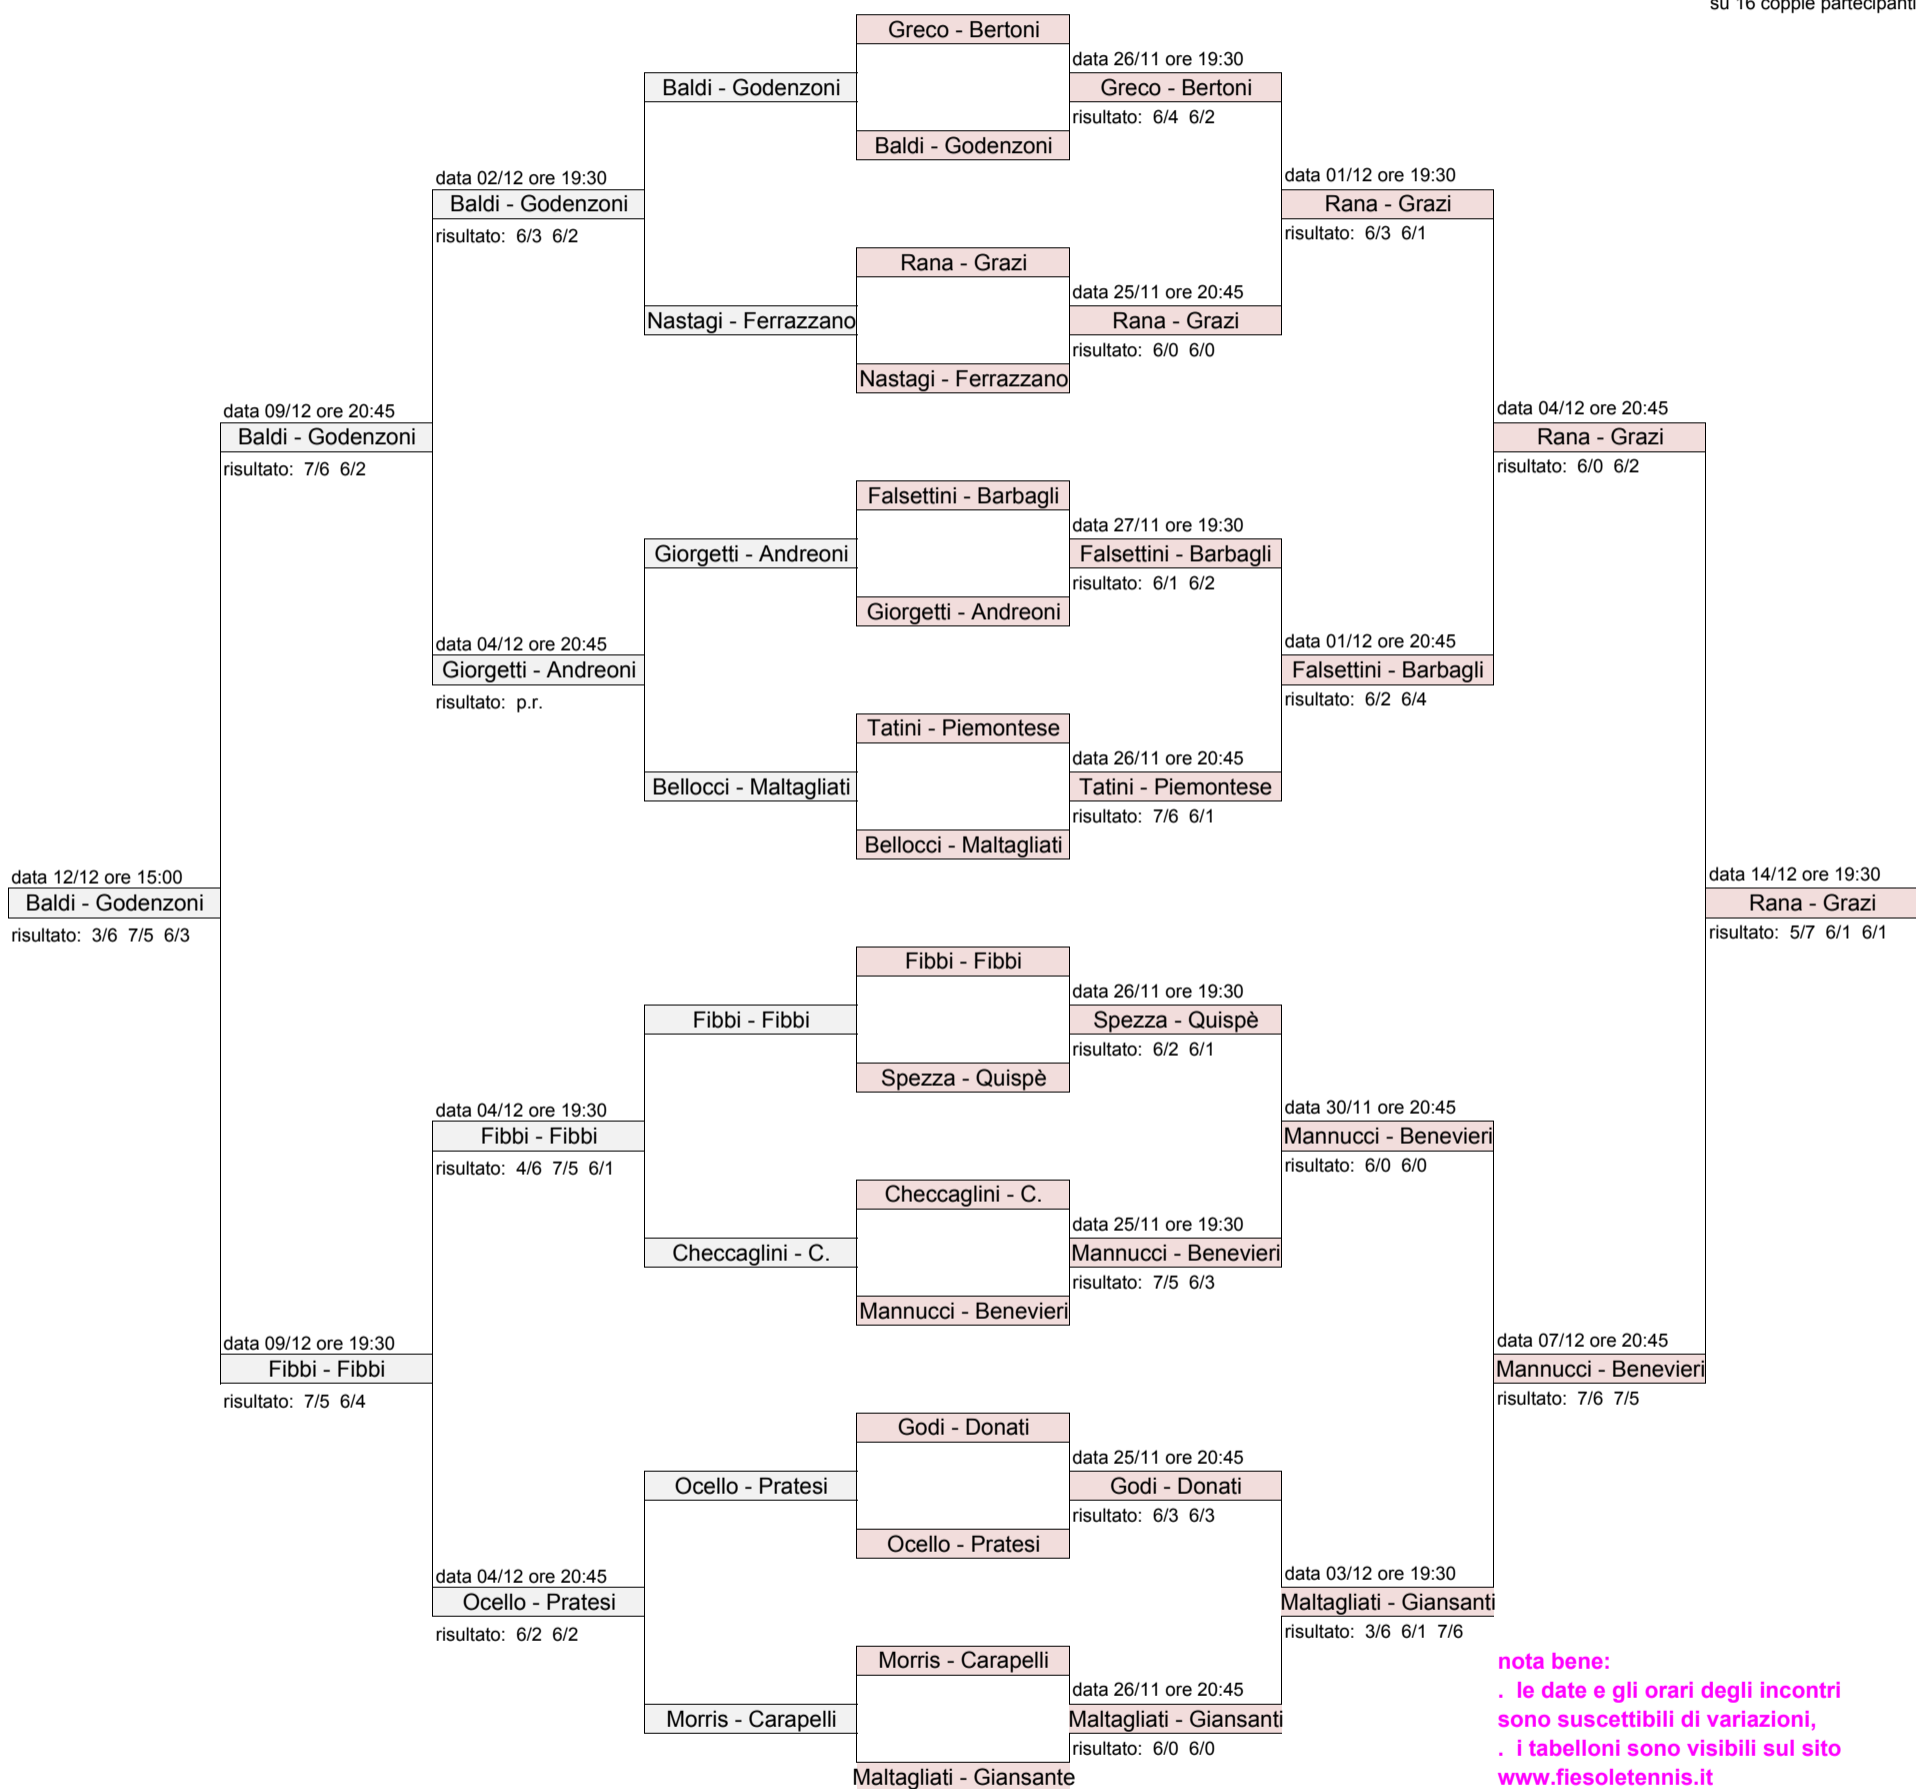 su 16 coppie partecipanti
Greco - Bertoni
data 26/11 ore 19:30
Baldi - Godenzoni
Greco - Bertoni
risultato: 6/4 6/2
Baldi - Godenzoni
data 02/12 ore 19:30
data 01/12 ore 19:30
Baldi - Godenzoni
Rana - Grazi
risultato: 6/3 6/2
risultato: 6/3 6/1
Rana - Grazi
data 25/11 ore 20:45
Nastagi - Ferrazzano
Rana - Grazi
risultato: 6/0 6/0
Nastagi - Ferrazzano
data 09/12 ore 20:45
data 04/12 ore 20:45
Baldi - Godenzoni
Rana - Grazi
risultato: 7/6 6/2
risultato: 6/0 6/2
Falsettini - Barbagli
data 27/11 ore 19:30
Giorgetti - Andreoni
Falsettini - Barbagli
risultato: 6/1 6/2
Giorgetti - Andreoni
data 04/12 ore 20:45
data 01/12 ore 20:45
Giorgetti - Andreoni
Falsettini - Barbagli
risultato: p.r.
risultato: 6/2 6/4
Tatini - Piemontese
data 26/11 ore 20:45
Bellocci - Maltagliati
Tatini - Piemontese
risultato: 7/6 6/1
Bellocci - Maltagliati
data 12/12 ore 15:00
data 14/12 ore 19:30
Baldi - Godenzoni
Rana - Grazi
risultato: 3/6 7/5 6/3
risultato: 5/7 6/1 6/1
Fibbi - Fibbi
data 26/11 ore 19:30
Fibbi - Fibbi
Spezza - Quispè
risultato: 6/2 6/1
Spezza - Quispè
data 04/12 ore 19:30
data 30/11 ore 20:45
Fibbi - Fibbi
Mannucci - Benevieri
risultato: 4/6 7/5 6/1
risultato: 6/0 6/0
Checcaglini - C.
data 25/11 ore 19:30
Checcaglini - C.
Mannucci - Benevieri
risultato: 7/5 6/3
Mannucci - Benevieri
data 09/12 ore 19:30
data 07/12 ore 20:45
Fibbi - Fibbi
Mannucci - Benevieri
risultato: 7/5 6/4
risultato: 7/6 7/5
Godi - Donati
data 25/11 ore 20:45
Ocello - Pratesi
Godi - Donati
risultato: 6/3 6/3
Ocello - Pratesi
data 04/12 ore 20:45
data 03/12 ore 19:30
Ocello - Pratesi
Maltagliati - Giansanti
risultato: 6/2 6/2
risultato: 3/6 6/1 7/6
Morris - Carapelli
data 26/11 ore 20:45
Morris - Carapelli
Maltagliati - Giansanti
risultato: 6/0 6/0
Maltagliati - Giansante
nota bene:
. le date e gli orari degli incontri
sono suscettibili di variazioni,
. i tabelloni sono visibili sul sito
www.fiesoletennis.it